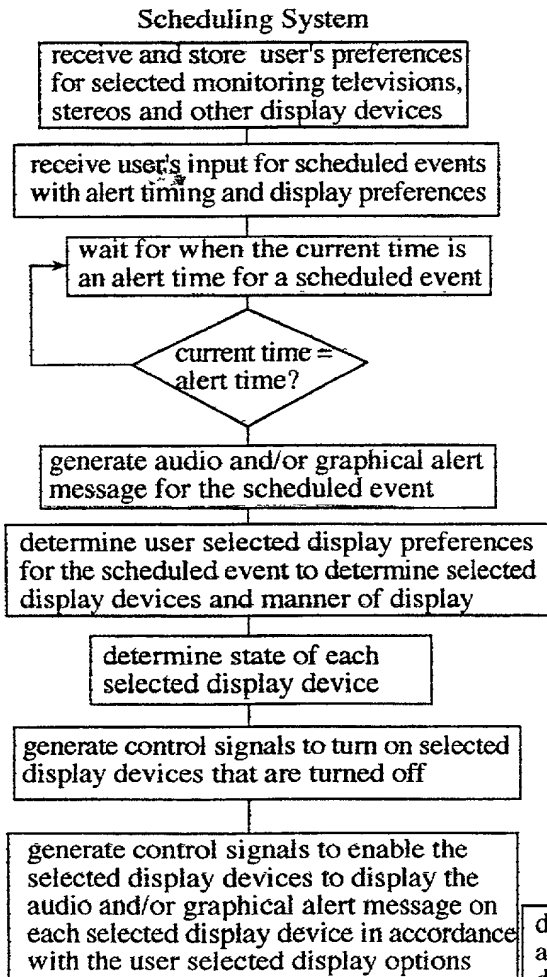 Scheduling System
receive and store user's preferences
for selected monitoring televisions,
stereos and other display devices
receive user's input for scheduled events
with alert timing and display preferences
wait for when the current time is
an alert time for a scheduled event
current time =
alert time?
generate audio and/or graphical alert
message for the scheduled event
determine user selected display preferences
for the scheduled event to determine selected
display devices and manner of display
determine state of each
selected display device
generate control signals to turn on selected
display devices that are turned off
generate control signals to enable the
selected display devices to display the
audio and/or graphical alert message on
each selected display device in accordance
with the user selected display options